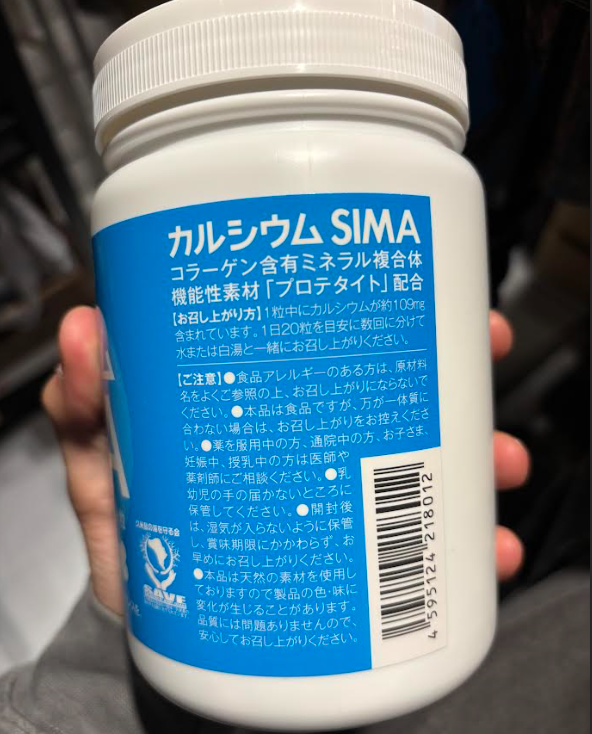 カルシウム SIMA
コラーゲン含有ミネラル複合体
機能性素材「プロテタイト」配合
【お召し上がり方】1粒中にカルシウムが約109mg
含まれています。1日20粒を目安に数回に分けて
水または白湯と一緒にお召し上がりください。
【ご注意】●食品アレルギーのある方は、原材料
名をよくご参照の上、お召し上がりにならないで
ください。●本品は食品ですが、万が一体質に
合わない場合は、お召し上がりをお控えくださ
い。●薬を服用中の方、通院中の方、お子さま、
妊娠中、授乳中の方は医師や
薬剤師にご相談ください。●乳
幼児の手の届かないところに
保管してください。●開封後
は、湿気が入らないように保管
し、賞味期限にかかわらず、お
早めにお召し上がりください。
●本品は天然の素材を使用し
ておりますので製品の色・味に
変化が生じることがあります。
品質には問題ありませんので、
安心してお召し上がりください。
SAVE
4 595124 218012